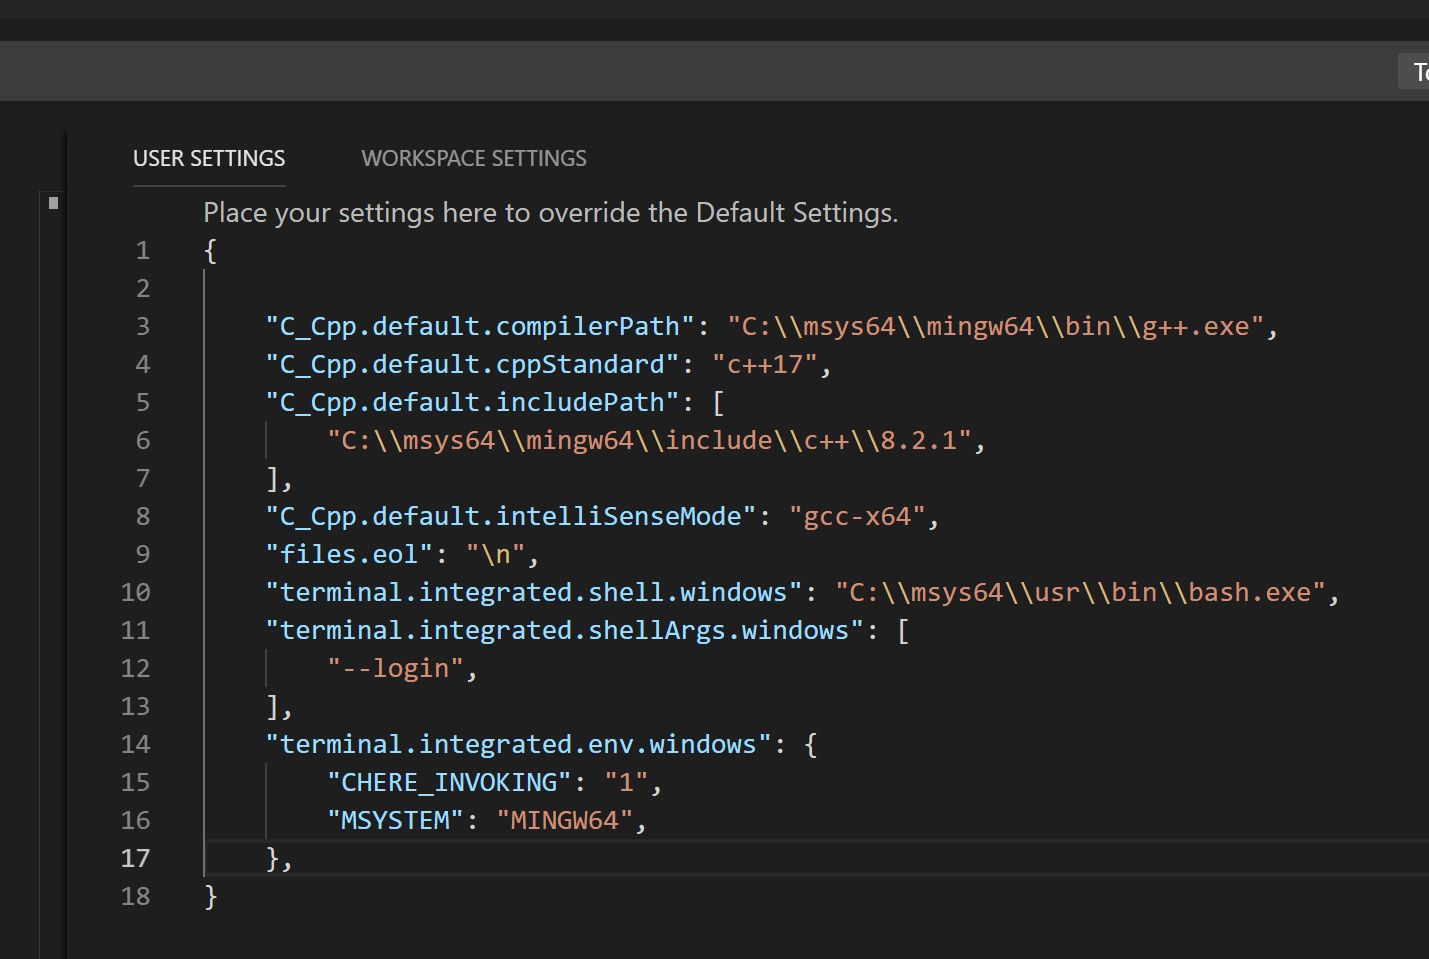 USER SETTINGS WORKSPACE SETTINGS
Place your settings here to override the Default Settings.
1 {
2
3 "C_Cpp.default.compilerPath": "C:\\msys64\\mingw64\\bin\\g++.exe",
4 "C_Cpp.default.cppStandard": "c++17",
5 "C_Cpp.default.includePath": [
6 "C:\\msys64\\mingw64\\include\\c++\\8.2.1",
7 ],
8 "C_Cpp.default.intelliSenseMode": "gcc-x64",
9 "files.eol": "\n",
10 "terminal.integrated.shell.windows": "C:\\msys64\\usr\\bin\\bash.exe",
11 "terminal.integrated.shellArgs.windows": [
12 "--login",
13 ],
14 "terminal.integrated.env.windows": {
15 "CHERE_INVOKING": "1",
16 "MSYSTEM": "MINGW64",
17 },
18 }